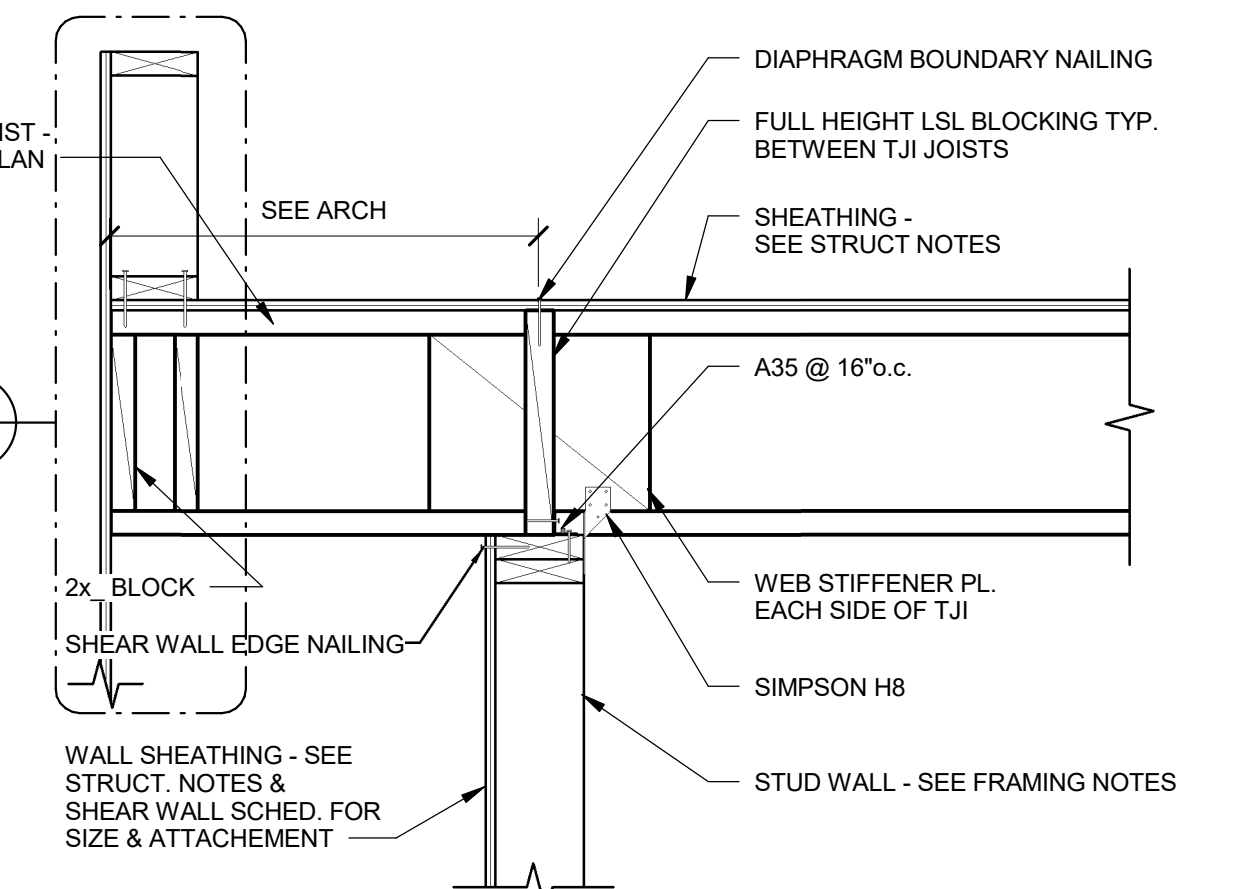 IST -
LAN
SEE ARCH
DIAPHRAGM BOUNDARY NAILING
FULL HEIGHT LSL BLOCKING TYP.
BETWEEN TJI JOISTS
SHEATHING -
SEE STRUCT NOTES
A35 @ 16"o.c.
2x_ BLOCK
SHEAR WALL EDGE NAILING
WEB STIFFENER PL.
EACH SIDE OF TJI
SIMPSON H8
WALL SHEATHING - SEE
STRUCT. NOTES &
SHEAR WALL SCHED. FOR
SIZE & ATTACHEMENT
STUD WALL - SEE FRAMING NOTES